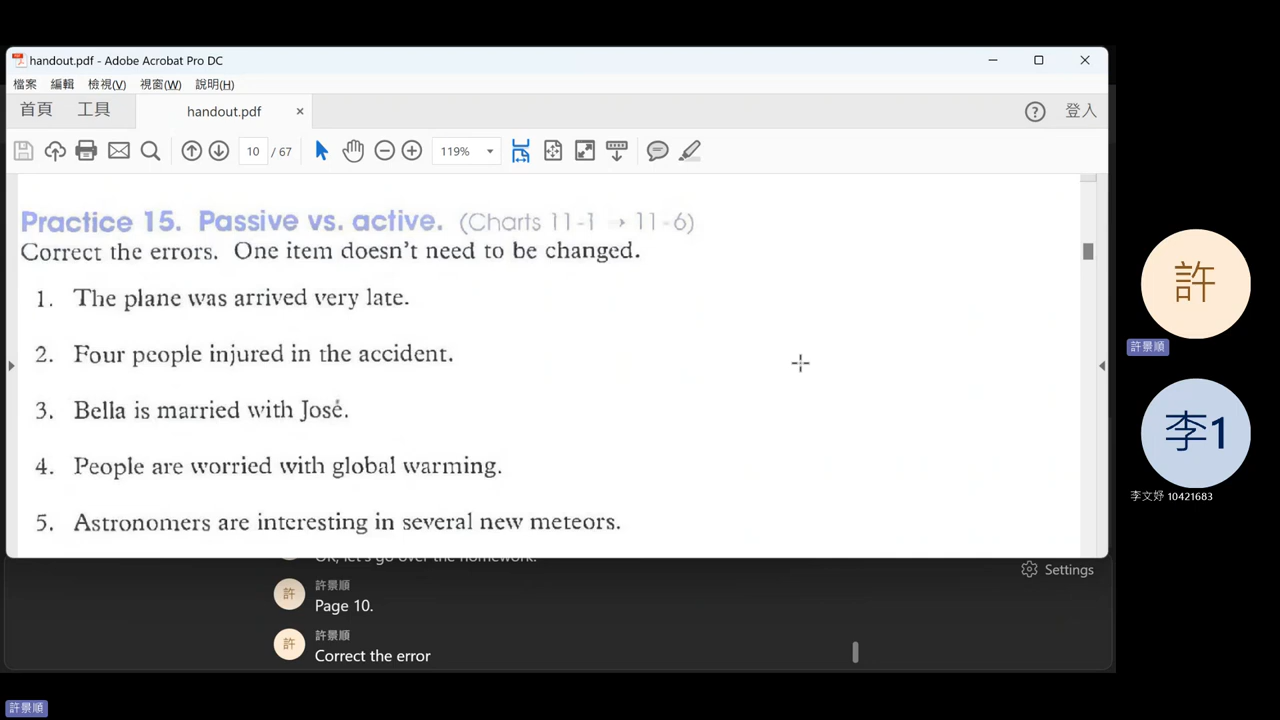 handout.pdf - Adobe Acrobat Pro DC
檔案 編輯 檢視(V) 視窗(W) 說明(H)
首頁 工具 handout.pdf × ? 登入
10 / 67 119%
Practice 15. Passive vs. active. (Charts 11-1 → 11-6)
Correct the errors. One item doesn't need to be changed.
1. The plane was arrived very late.
2. Four people injured in the accident.
3. Bella is married with José.
4. People are worried with global warming.
5. Astronomers are interesting in several new meteors.
OK, let's go over the homework.
Settings
許 許景順
Page 10.
許 許景順
Correct the error
許
許景順
李1
李文妤 10421683
許景順